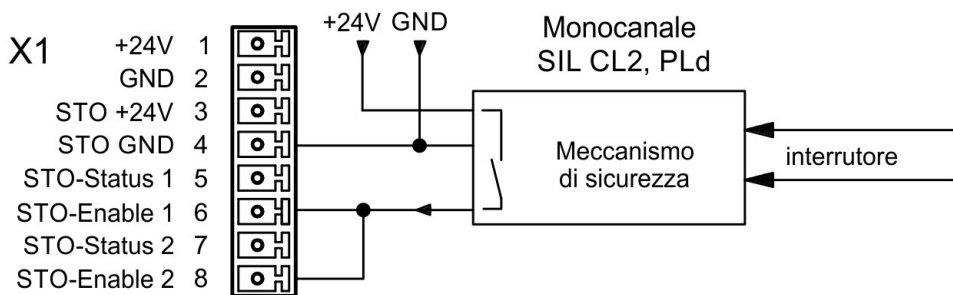 X1
+24V 1
GND 2
STO +24V 3
STO GND 4
STO-Status 1 5
STO-Enable 1 6
STO-Status 2 7
STO-Enable 2 8
+24V GND
Monocanale
SIL CL2, PLd
Meccanismo
di sicurezza
interrutore